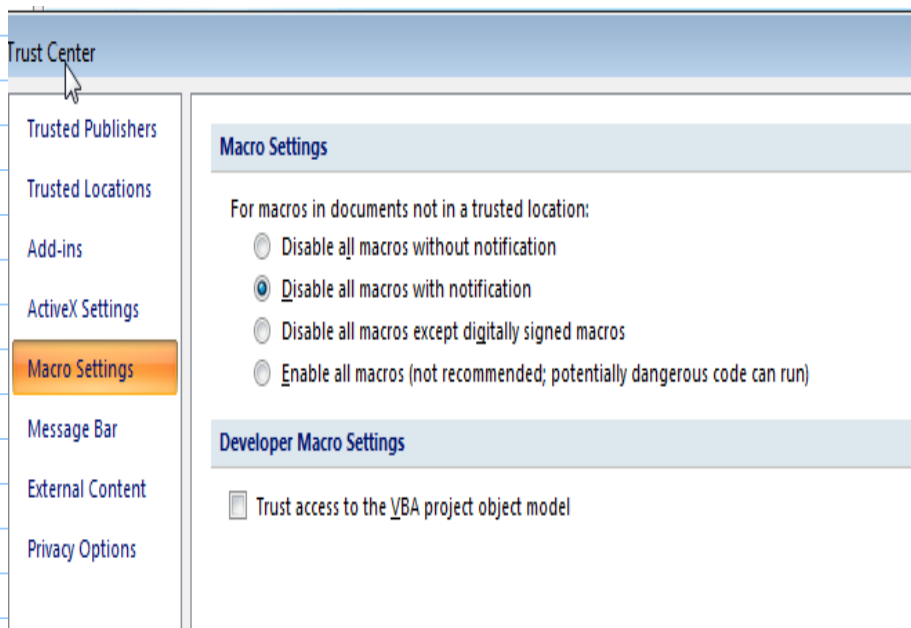 Trust Center
Trusted Publishers
Trusted Locations
Add-ins
ActiveX Settings
Macro Settings
Message Bar
External Content
Privacy Options
Macro Settings
For macros in documents not in a trusted location:
Disable all macros without notification
Disable all macros with notification
Disable all macros except digitally signed macros
Enable all macros (not recommended; potentially dangerous code can run)
Developer Macro Settings
Trust access to the VBA project object model